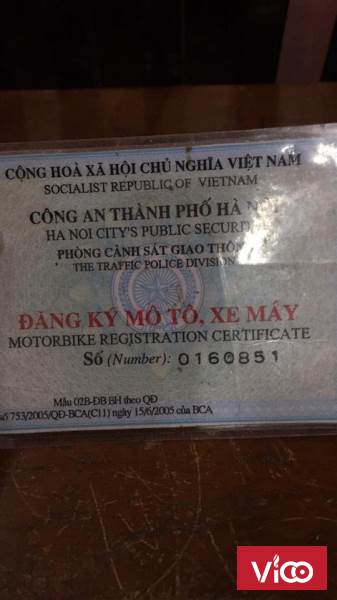 CỘNG HOÀ XÃ HỘI CHỦ NGHĨA VIỆT NAM
SOCIALIST REPUBLIC OF VIETNAM
CÔNG AN THÀNH PHỐ HÀ NỘI
HA NOI CITY'S PUBLIC
PHÒNG CẢNH SÁT GIAO THÔNG
THE TRAFFIC POLICE DIVISION
ĐĂNG KÝ MÔ TÔ, XE MÁY
MOTORBIKE REGISTRATION CERTIFICATE
Số (Number): 0160851
Mẫu 02B-ĐB BH theo QĐ
số 753/2005/QĐ-BCA(C11) ngày 15/6/2005 của BCA
Vioo